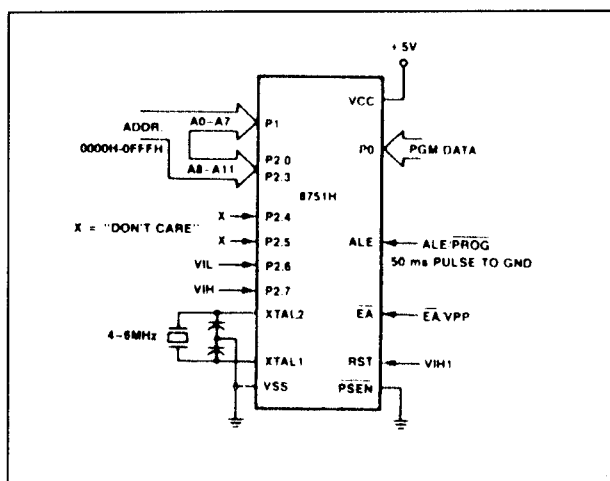 + 5V
VCC
ADDR.
0000H-0FFFH
A0-A7
P1
A8-A11
P2.0
P2.3
P0
PGM DATA
8751H
X = "DON'T CARE"
X
P2.4
X
P2.5
VIL
P2.6
VIH
P2.7
ALE
ALE/PROG
50 ms PULSE TO GND
4-6MHz
XTAL2
XTAL1
VSS
EA
EA/VPP
RST
VIH1
PSEN